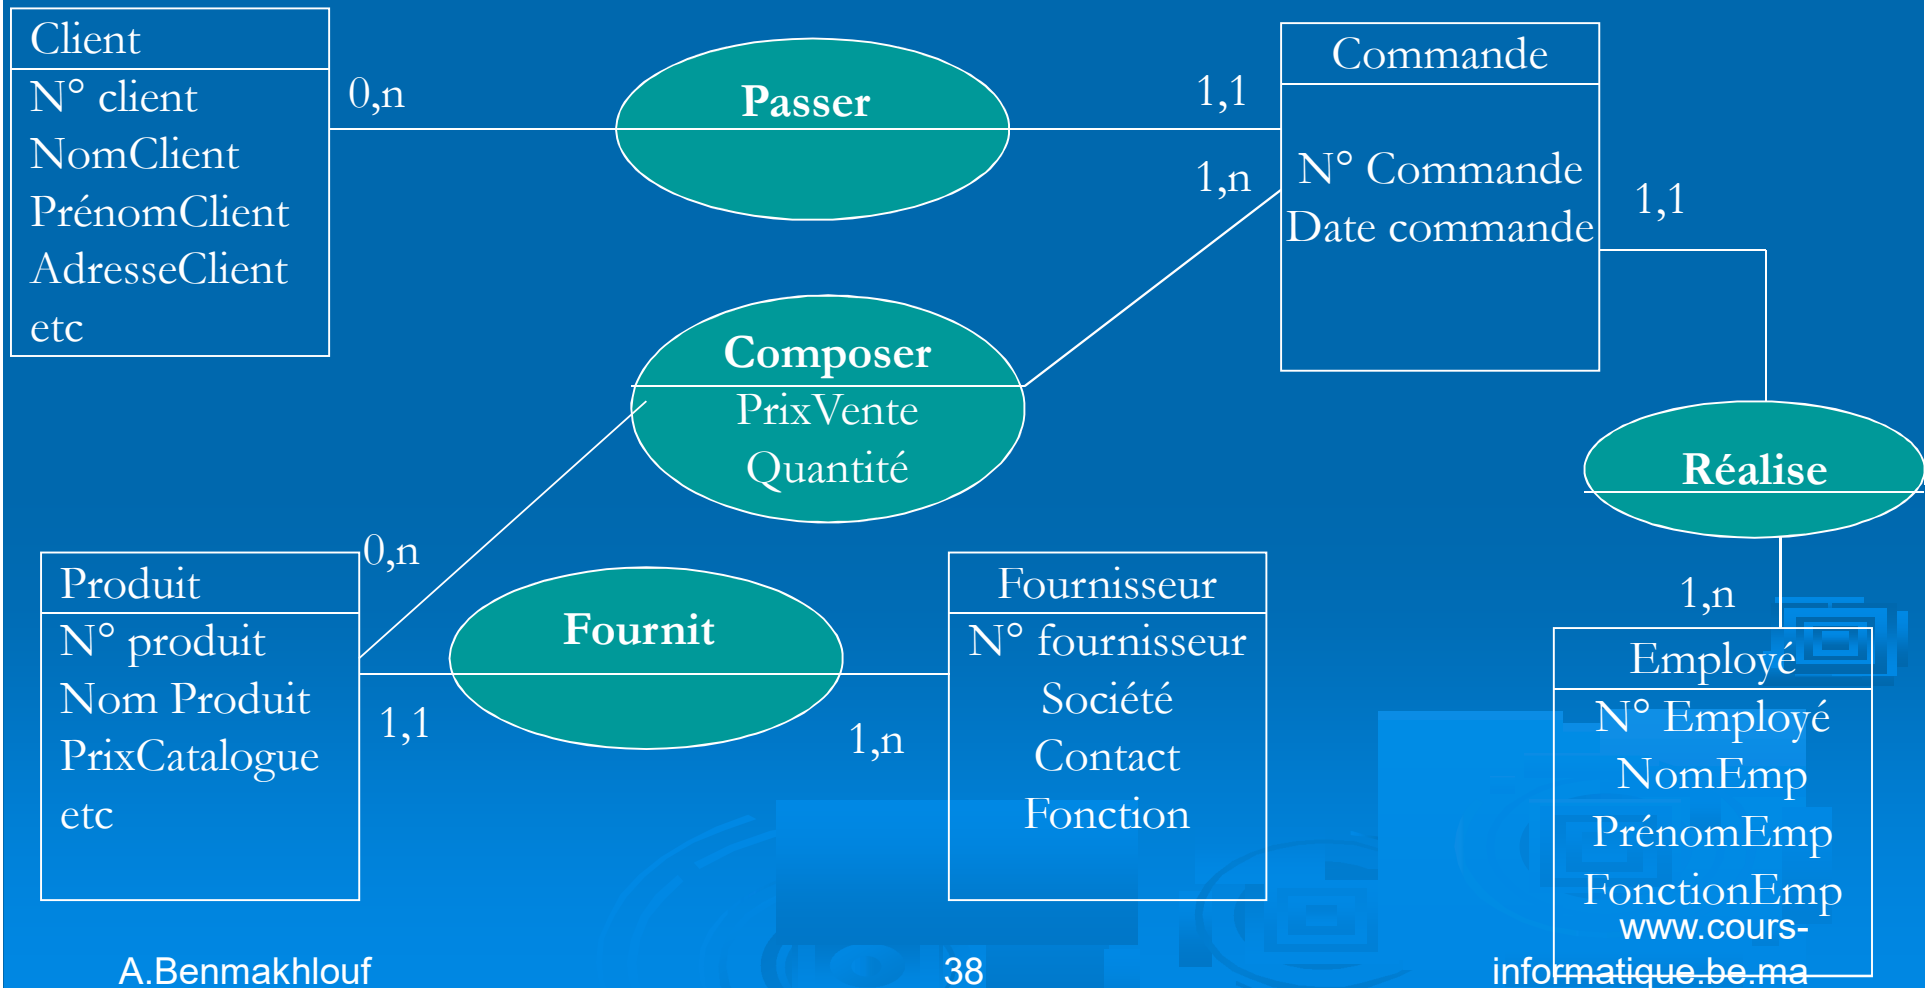 Client
N° client
NomClient
PrénomClient
AdresseClient
etc
0,n
Passer
1,1
Commande
N° Commande
Date commande
1,n
1,1
Composer
PrixVente
Quantité
Réalise
0,n
Produit
N° produit
Nom Produit
PrixCatalogue
etc
Fournit
1,1
1,n
Fournisseur
N° fournisseur
Société
Contact
Fonction
1,n
Employé
N° Employé
NomEmp
PrénomEmp
FonctionEmp
A.Benmakhlouf
38
www.cours-
informatique.be.ma